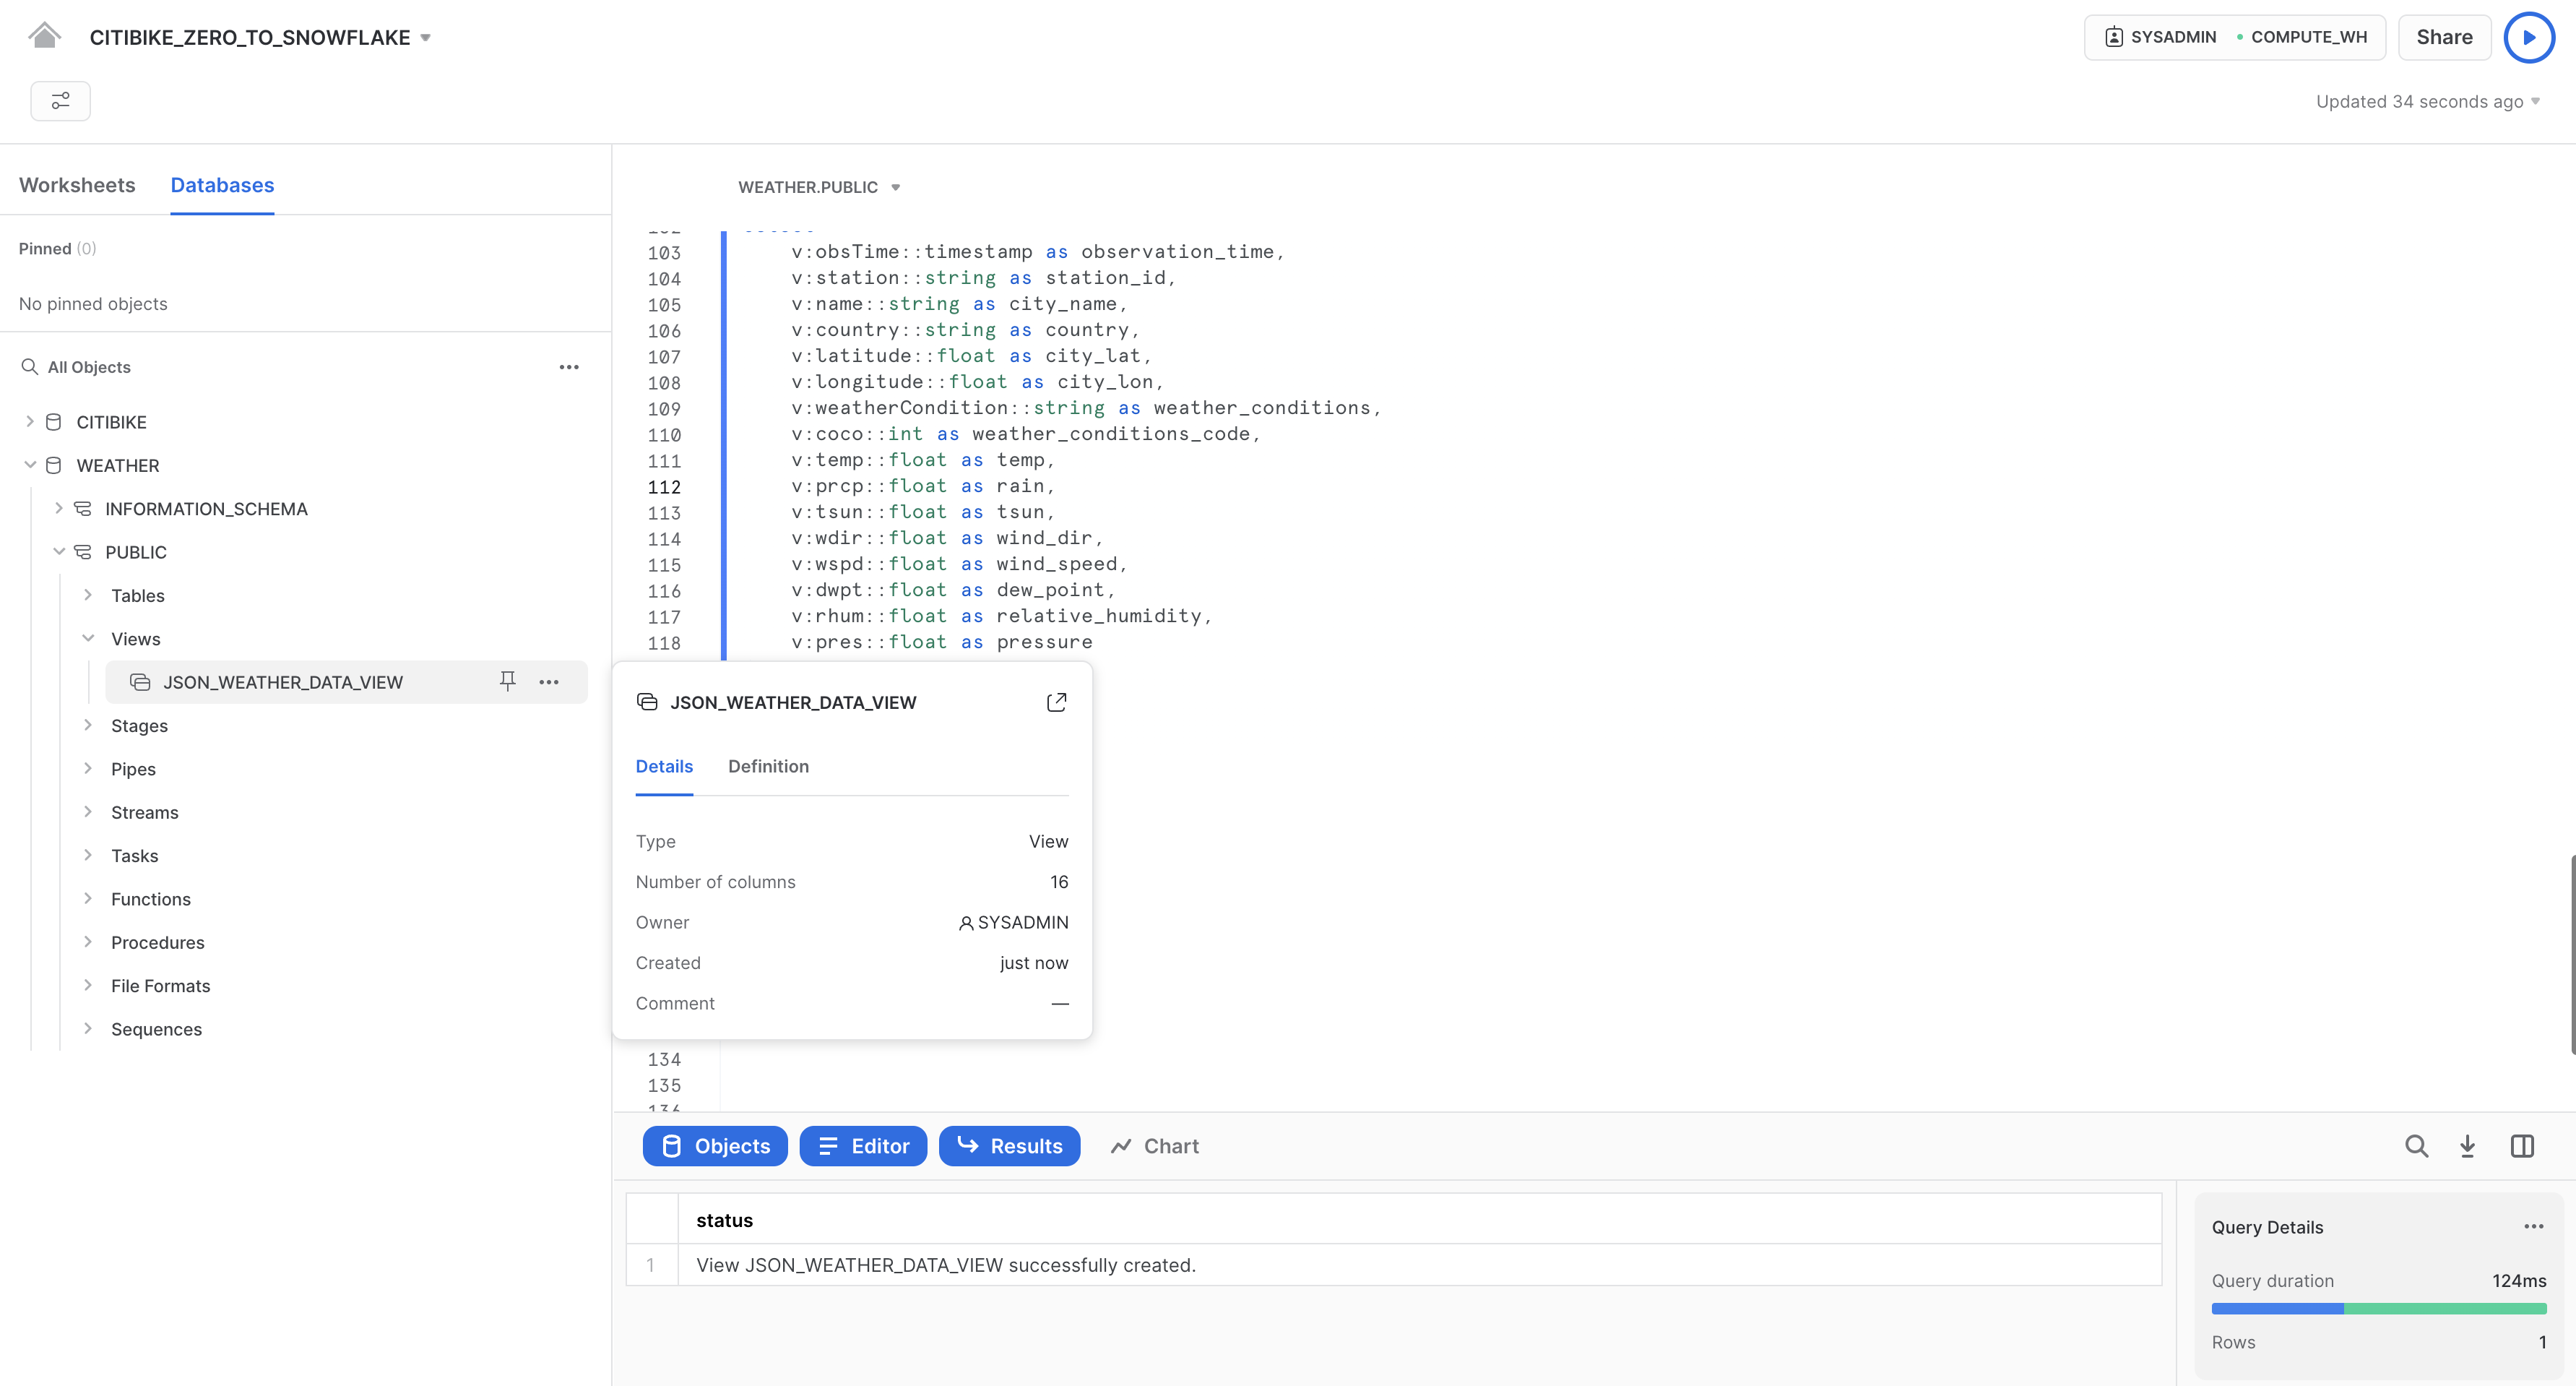 CITIBIKE_ZERO_TO_SNOWFLAKE
SYSADMIN COMPUTE_WH
Share
Updated 34 seconds ago
Worksheets Databases
Pinned (0)
No pinned objects
All Objects
CITIBIKE
WEATHER
INFORMATION_SCHEMA
PUBLIC
Tables
Views
JSON_WEATHER_DATA_VIEW
Stages
Pipes
Streams
Tasks
Functions
Procedures
File Formats
Sequences
WEATHER.PUBLIC
103 v:obsTime::timestamp as observation_time,
104 v:station::string as station_id,
105 v:name::string as city_name,
106 v:country::string as country,
107 v:latitude::float as city_lat,
108 v:longitude::float as city_lon,
109 v:weatherCondition::string as weather_conditions,
110 v:coco::int as weather_conditions_code,
111 v:temp::float as temp,
112 v:prcp::float as rain,
113 v:tsun::float as tsun,
114 v:wdir::float as wind_dir,
115 v:wspd::float as wind_speed,
116 v:dwpt::float as dew_point,
117 v:rhum::float as relative_humidity,
118 v:pres::float as pressure
JSON_WEATHER_DATA_VIEW
Details Definition
Type View
Number of columns 16
Owner SYSADMIN
Created just now
Comment —
134
135
Objects Editor Results Chart
status
1 View JSON_WEATHER_DATA_VIEW successfully created.
Query Details
Query duration 124ms
Rows 1